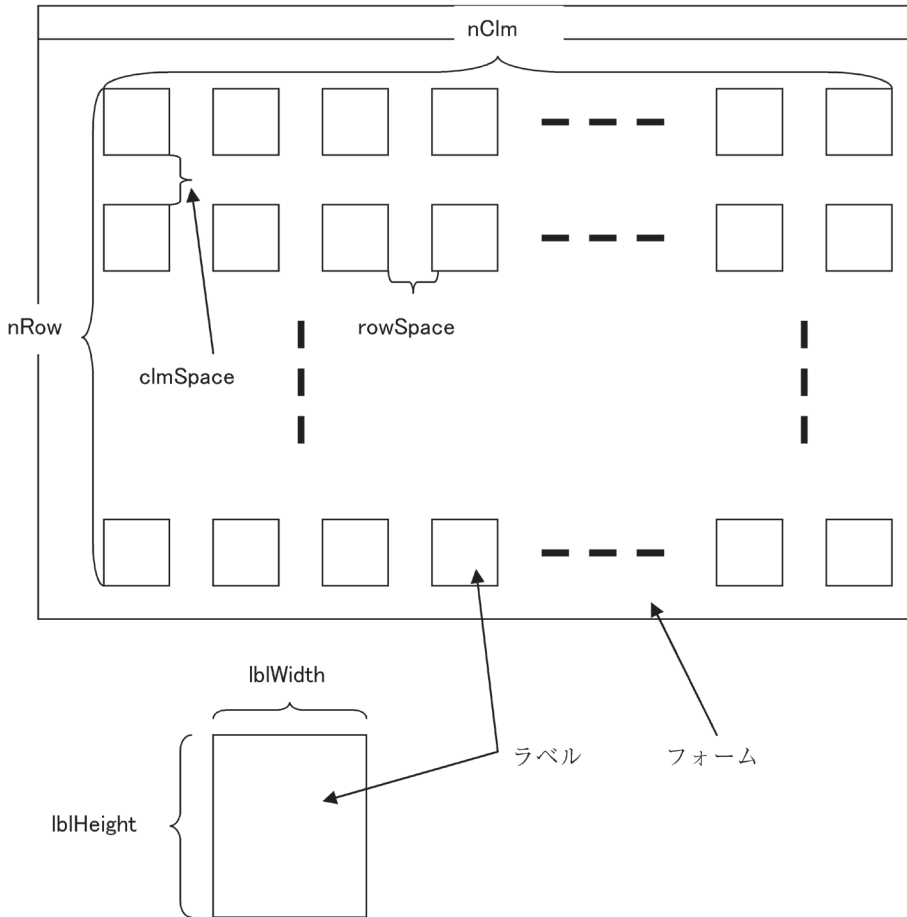 nClm
nRow
rowSpace
clmSpace
lblWidth
ラベル
フォーム
lblHeight